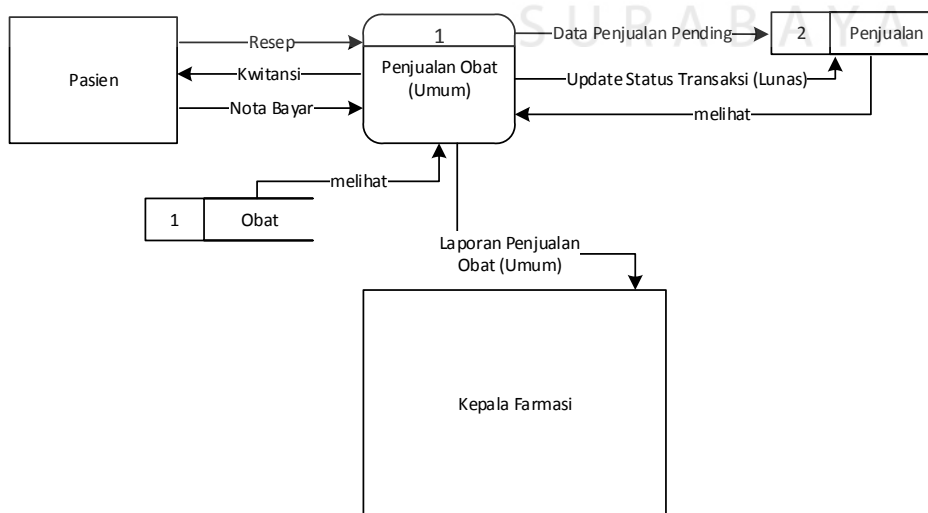 SURABAYA
Pasien
Resep
Kwitansi
Nota Bayar
1
Penjualan Obat
(Umum)
Data Penjualan Pending
Update Status Transaksi (Lunas)
melihat
2
Penjualan
melihat
1
Obat
Laporan Penjualan
Obat (Umum)
Kepala Farmasi